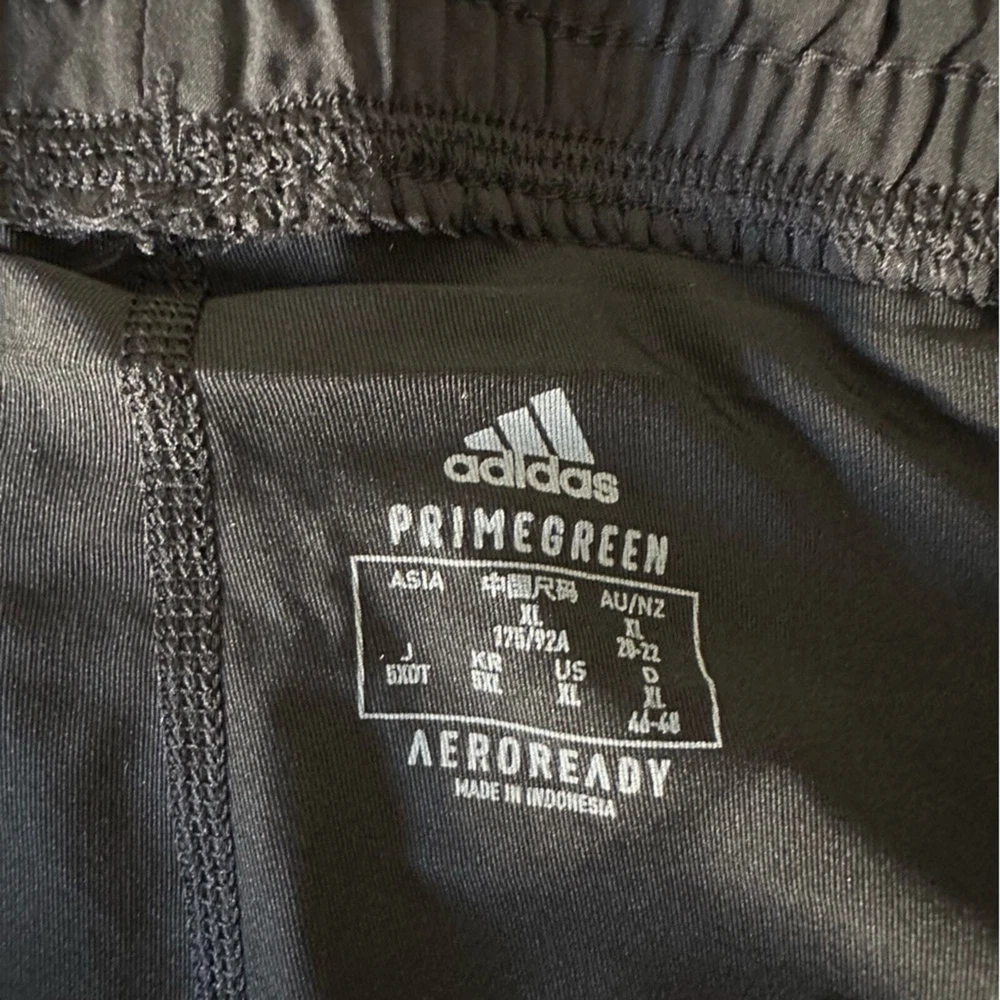 adidas
PRIMEGREEN
ASIA 中国尺码 AU/NZ
XL XL
175/92A 20-22
J KR US D
5XOT 5XL XL XL
46-48
AEROREADY
MADE IN INDONESIA